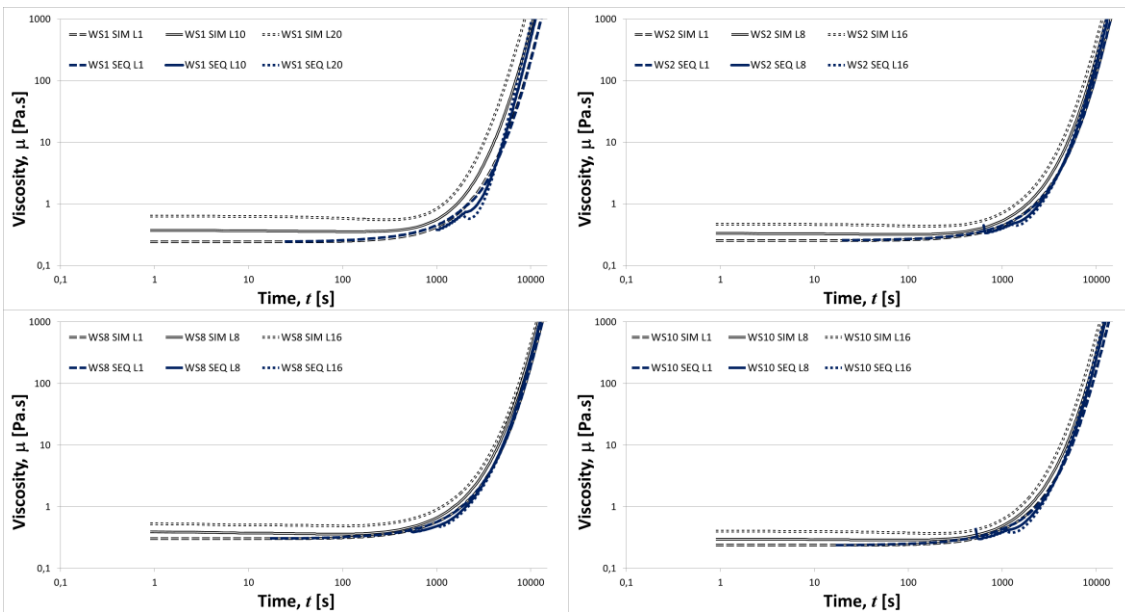 1000
100
10
1
0,1
Viscosity, μ [Pa.s]
WS1 SIM L1 WS1 SIM L10 WS1 SIM L20
WS1 SEQ L1 WS1 SEQ L10 WS1 SEQ L20
0,1 1 10 100 1000 10000
Time, t [s]
1000
100
10
1
0,1
Viscosity, μ [Pa.s]
WS2 SIM L1 WS2 SIM L8 WS2 SIM L16
WS2 SEQ L1 WS2 SEQ L8 WS2 SEQ L16
0,1 1 10 100 1000 10000
Time, t [s]
1000
100
10
1
0,1
Viscosity, μ [Pa.s]
WS8 SIM L1 WS8 SIM L8 WS8 SIM L16
WS8 SEQ L1 WS8 SEQ L8 WS8 SEQ L16
0,1 1 10 100 1000 10000
Time, t [s]
1000
100
10
1
0,1
Viscosity, μ [Pa.s]
WS10 SIM L1 WS10 SIM L8 WS10 SIM L16
WS10 SEQ L1 WS10 SEQ L8 WS10 SEQ L16
0,1 1 10 100 1000 10000
Time, t [s]